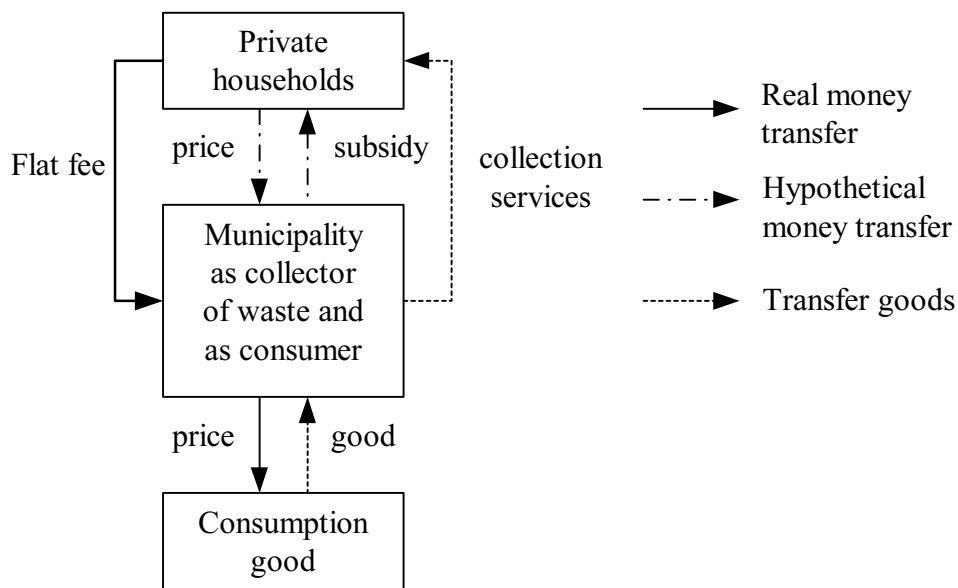 Private
households
Flat fee
price
subsidy
collection
services
Municipality
as collector
of waste and
as consumer
price
good
Consumption
good
Real money
transfer
Hypothetical
money transfer
Transfer goods